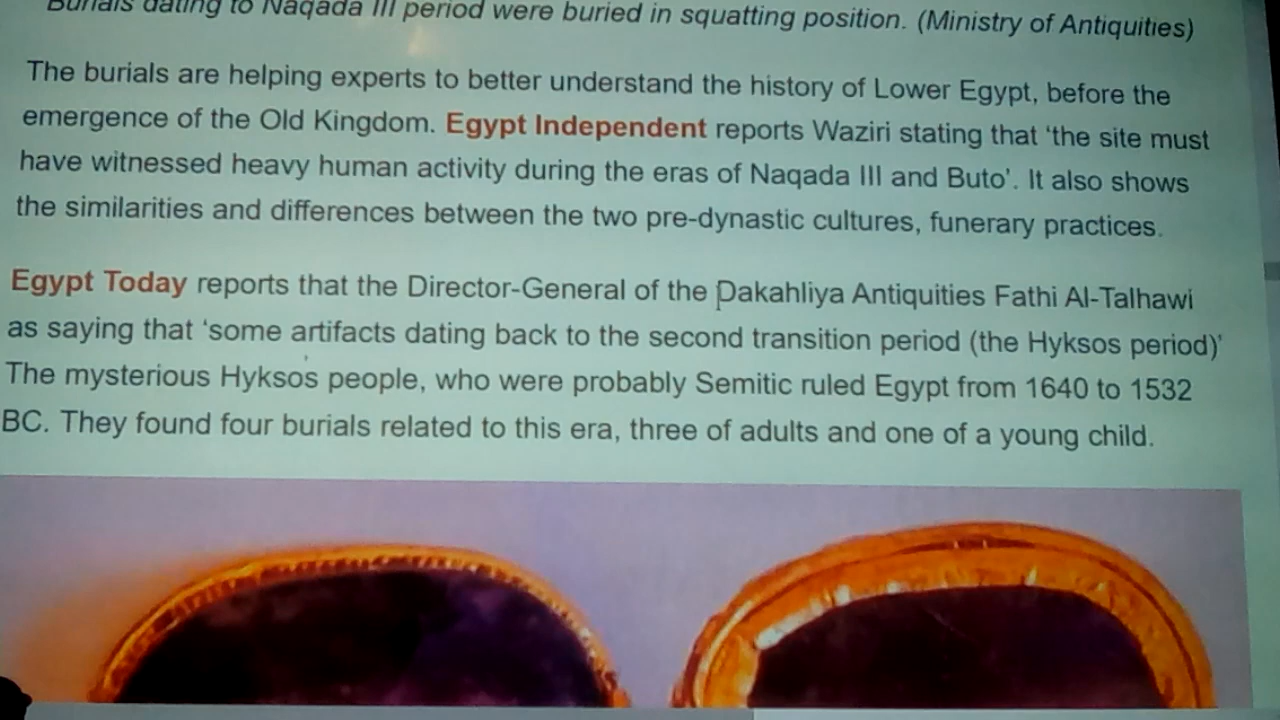 Burials dating to Naqada III period were buried in squatting position. (Ministry of Antiquities)
The burials are helping experts to better understand the history of Lower Egypt, before the
emergence of the Old Kingdom. Egypt Independent reports Waziri stating that ‘the site must
have witnessed heavy human activity during the eras of Naqada III and Buto’. It also shows
the similarities and differences between the two pre-dynastic cultures, funerary practices.
Egypt Today reports that the Director-General of the Dakahliya Antiquities Fathi Al-Talhawi
as saying that ‘some artifacts dating back to the second transition period (the Hyksos period)’
The mysterious Hyksos people, who were probably Semitic ruled Egypt from 1640 to 1532
BC. They found four burials related to this era, three of adults and one of a young child.